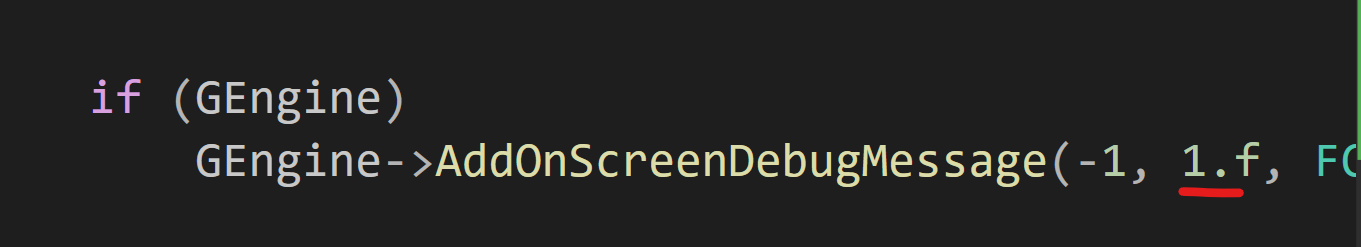 if (GEngine)
GEngine->AddOnScreenDebugMessage(-1, 1.f,